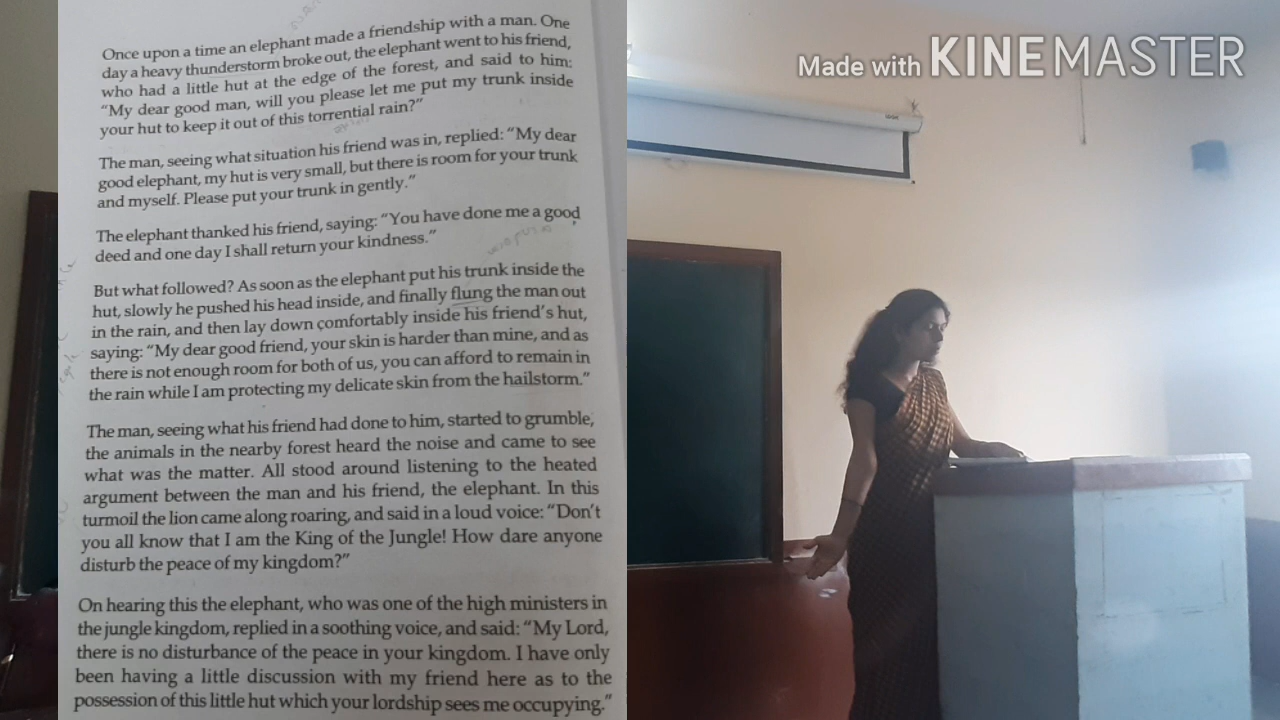 Once upon a time an elephant made a friendship with a man. One
day a heavy thunderstorm broke out, the elephant went to his friend,
who had a little hut at the edge of the forest, and said to him:
“My dear good man, will you please let me put my trunk inside
your hut to keep it out of this torrential rain?”
The man, seeing what situation his friend was in, replied: “My dear
good elephant, my hut is very small, but there is room for your trunk
and myself. Please put your trunk in gently.”
The elephant thanked his friend, saying: “You have done me a good
deed and one day I shall return your kindness.”
But what followed? As soon as the elephant put his trunk inside the
hut, slowly he pushed his head inside, and finally flung the man out
in the rain, and then lay down comfortably inside his friend’s hut,
saying: “My dear good friend, your skin is harder than mine, and as
there is not enough room for both of us, you can afford to remain in
the rain while I am protecting my delicate skin from the hailstorm.”
The man, seeing what his friend had done to him, started to grumble,
the animals in the nearby forest heard the noise and came to see
what was the matter. All stood around listening to the heated
argument between the man and his friend, the elephant. In this
turmoil the lion came along roaring, and said in a loud voice: “Don’t
you all know that I am the King of the Jungle! How dare anyone
disturb the peace of my kingdom?”
On hearing this the elephant, who was one of the high ministers in
the jungle kingdom, replied in a soothing voice, and said: “My Lord,
there is no disturbance of the peace in your kingdom. I have only
been having a little discussion with my friend here as to the
possession of this little hut which your lordship sees me occupying.”
Made with KINEMASTER